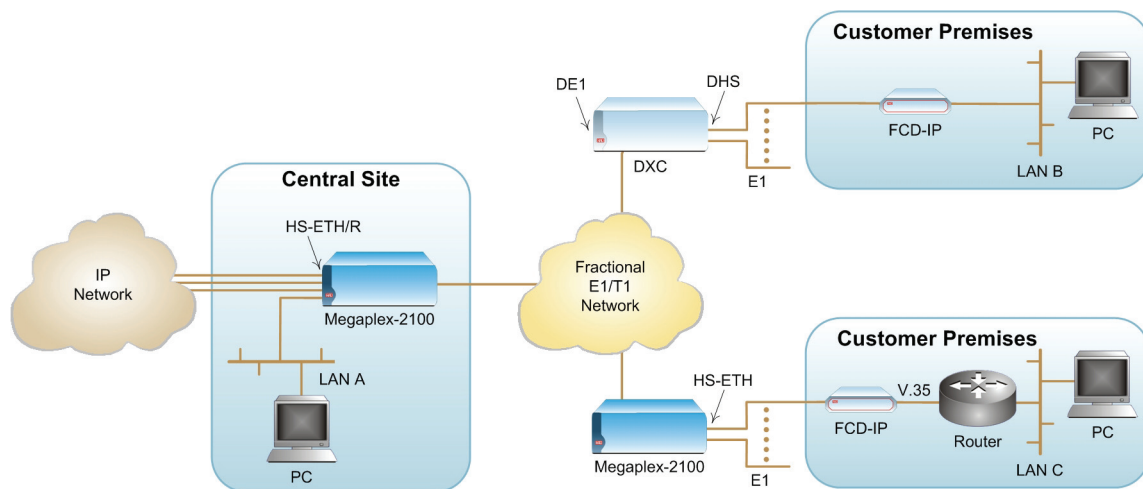 Customer Premises
DE1
DHS
FCD-IP
PC
DXC
E1
LAN B
Central Site
HS-ETH/R
IP
Network
Megaplex-2100
Fractional
E1/T1
Network
LAN A
PC
Customer Premises
HS-ETH
V.35
FCD-IP
Router
PC
Megaplex-2100
E1
LAN C